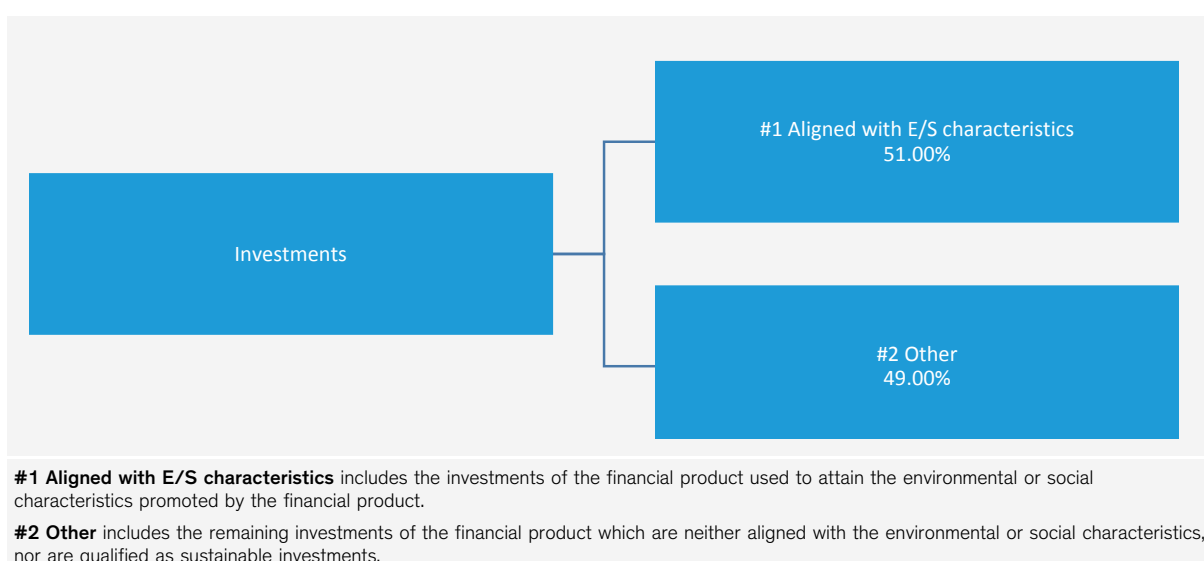 #1 Aligned with E/S characteristics
51.00%
Investments
#2 Other
49.00%
#1 Aligned with E/S characteristics includes the investments of the financial product used to attain the environmental or social
characteristics promoted by the financial product.
#2 Other includes the remaining investments of the financial product which are neither aligned with the environmental or social characteristics,
nor are qualified as sustainable investments.